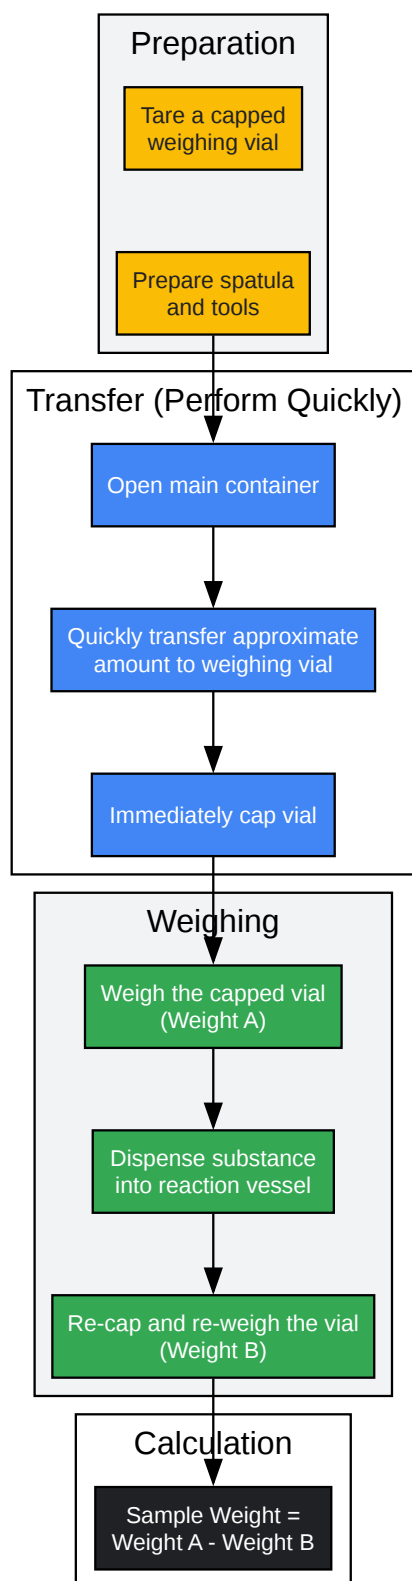 Preparation
Tare a capped
weighing vial
Prepare spatula
and tools
Transfer (Perform Quickly)
Open main container
Quickly transfer approximate
amount to weighing vial
Immediately cap vial
Weighing
Weigh the capped vial
(Weight A)
Dispense substance
into reaction vessel
Re-cap and re-weigh the vial
(Weight B)
Calculation
Sample Weight =
Weight A - Weight B